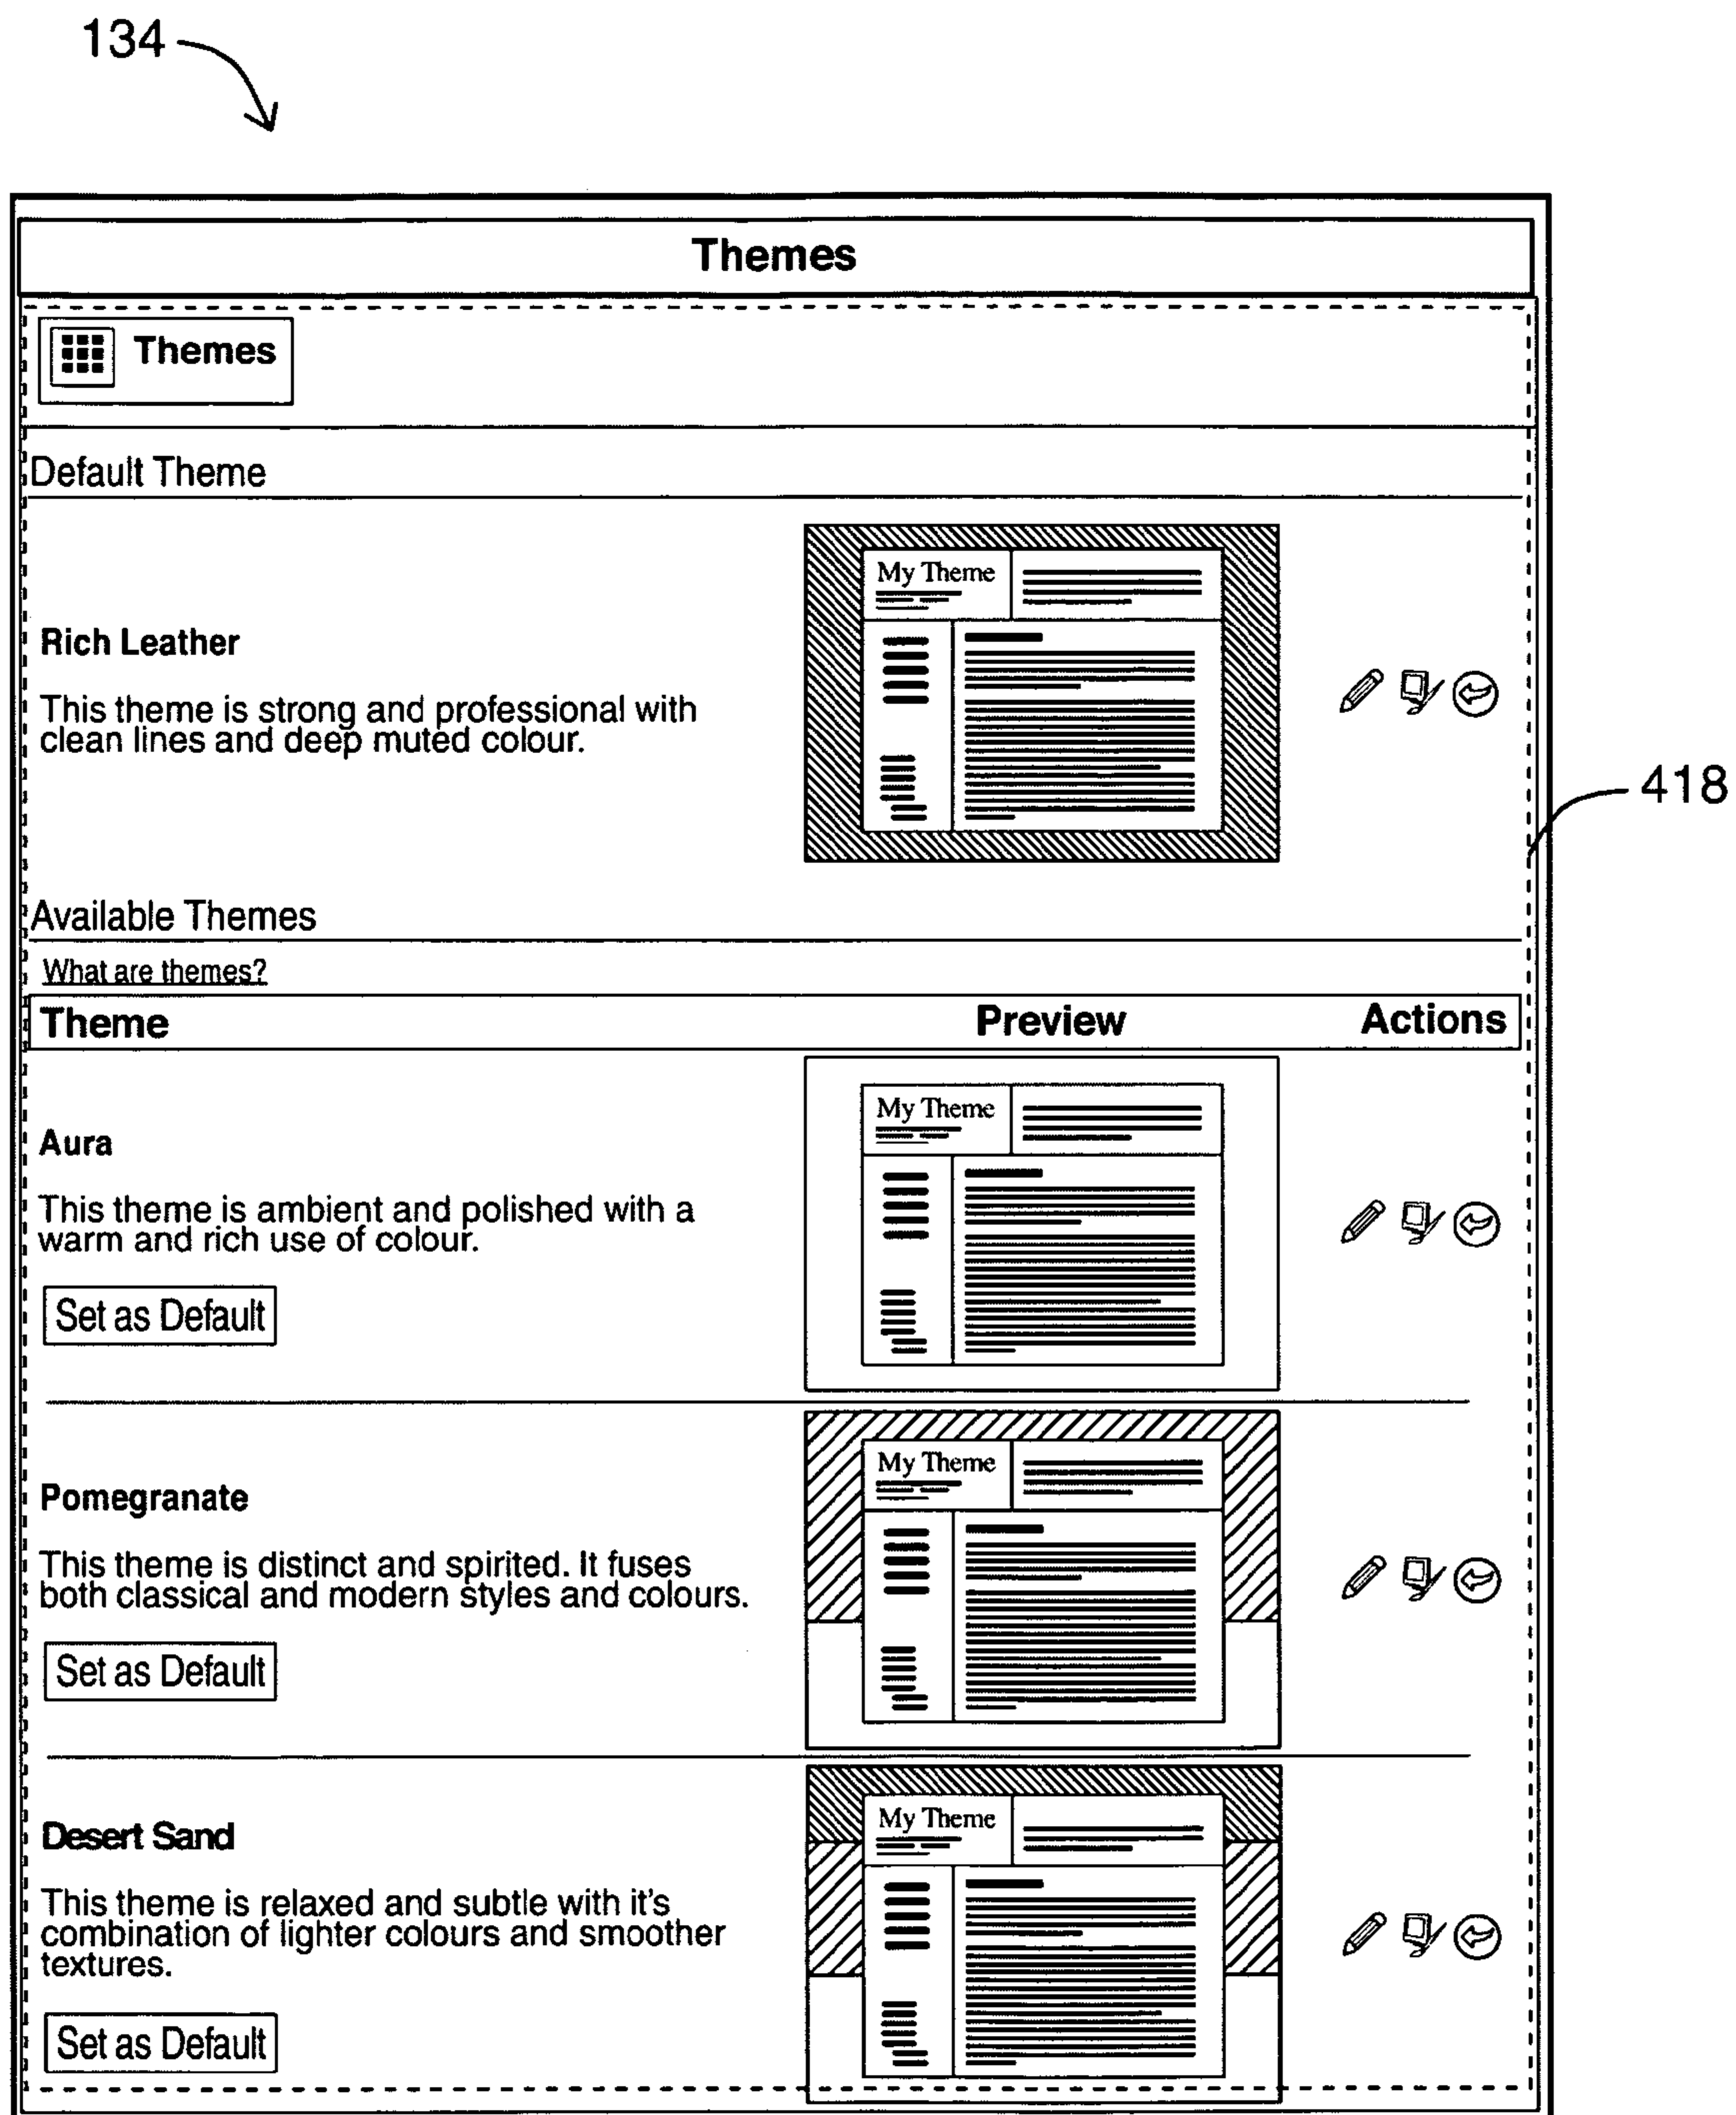 134
Themes
Themes
Default Theme
My Theme
Rich Leather
This theme is strong and professional with
clean lines and deep muted colour.
418
Available Themes
What are themes?
Theme Preview Actions
My Theme
Aura
This theme is ambient and polished with a
warm and rich use of colour.
Set as Default
My Theme
Pomegranate
This theme is distinct and spirited. It fuses
both classical and modern styles and colours.
Set as Default
My Theme
Desert Sand
This theme is relaxed and subtle with it's
combination of lighter colours and smoother
textures.
Set as Default